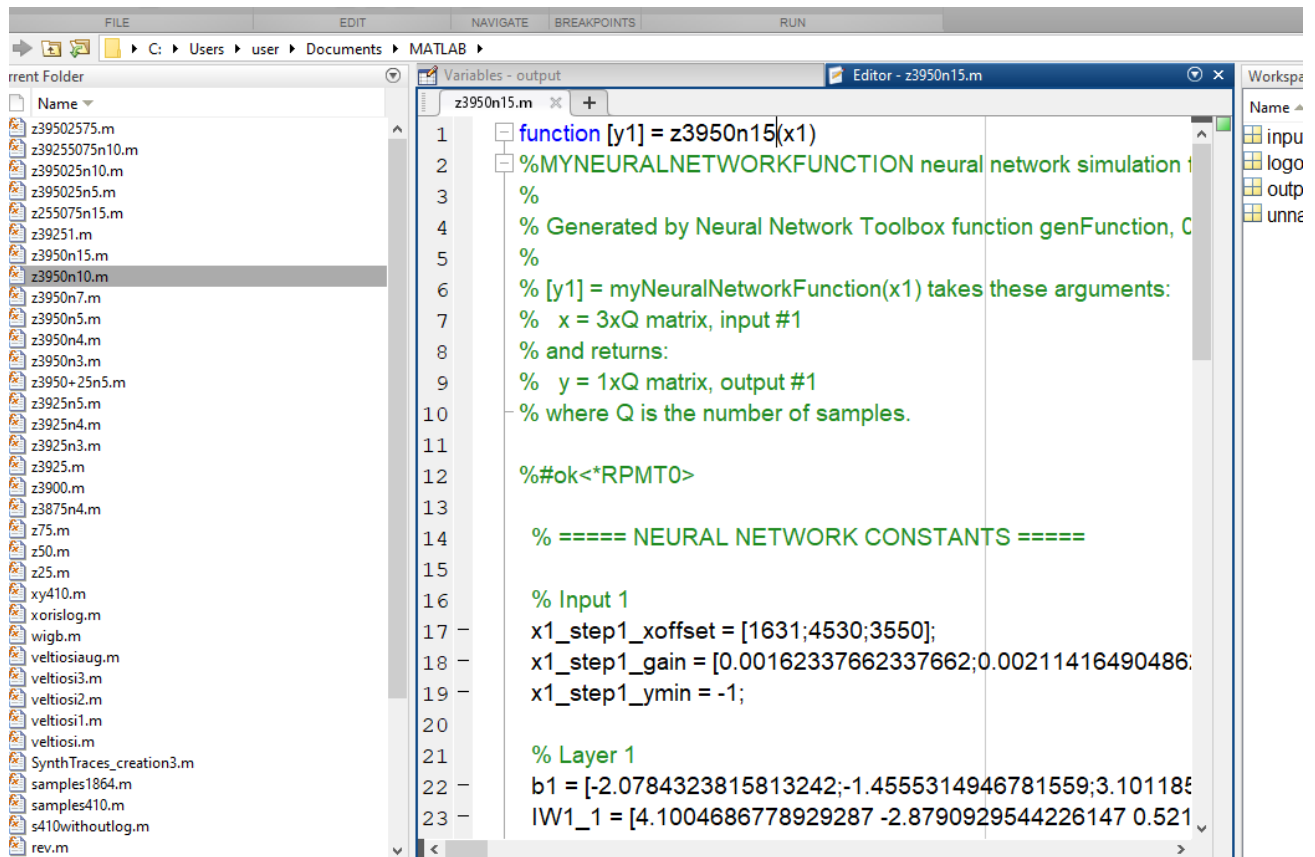 FILE EDIT NAVIGATE BREAKPOINTS RUN
C: Users user Documents MATLAB
rrent Folder
Name
z39502575.m
z39255075n10.m
z395025n10.m
z395025n5.m
z255075n15.m
z39251.m
z3950n15.m
z3950n10.m
z3950n7.m
z3950n5.m
z3950n4.m
z3950n3.m
z3950+25n5.m
z3925n5.m
z3925n4.m
z3925n3.m
z3925.m
z3900.m
z3875n4.m
z75.m
z50.m
z25.m
xy410.m
xorislog.m
wigb.m
veltiosiaug.m
veltiosi3.m
veltiosi2.m
veltiosi1.m
veltiosi.m
SynthTraces_creation3.m
samples1864.m
samples410.m
s410withoutlog.m
rev.m
Variables - output
Editor - z3950n15.m
z3950n15.m +
1 function [y1] = z3950n15(x1)
2 %MYNEURALNETWORKFUNCTION neural network simulation f
3 %
4 % Generated by Neural Network Toolbox function genFunction, 0
5 %
6 % [y1] = myNeuralNetworkFunction(x1) takes these arguments:
7 % x = 3xQ matrix, input #1
8 % and returns:
9 % y = 1xQ matrix, output #1
10 % where Q is the number of samples.
11
12 %#ok<*RPMT0>
13
14 % ===== NEURAL NETWORK CONSTANTS =====
15
16 % Input 1
17 x1_step1_xoffset = [1631;4530;3550];
18 x1_step1_gain = [0.00162337662337662;0.00211416490486;
19 x1_step1_ymin = -1;
20
21 % Layer 1
22 b1 = [-2.0784323815813242;-1.4555314946781559;3.101185
23 IW1_1 = [4.1004686778929287 -2.8790929544226147 0.521
Workspa
Name
inpu
logo
outp
unna